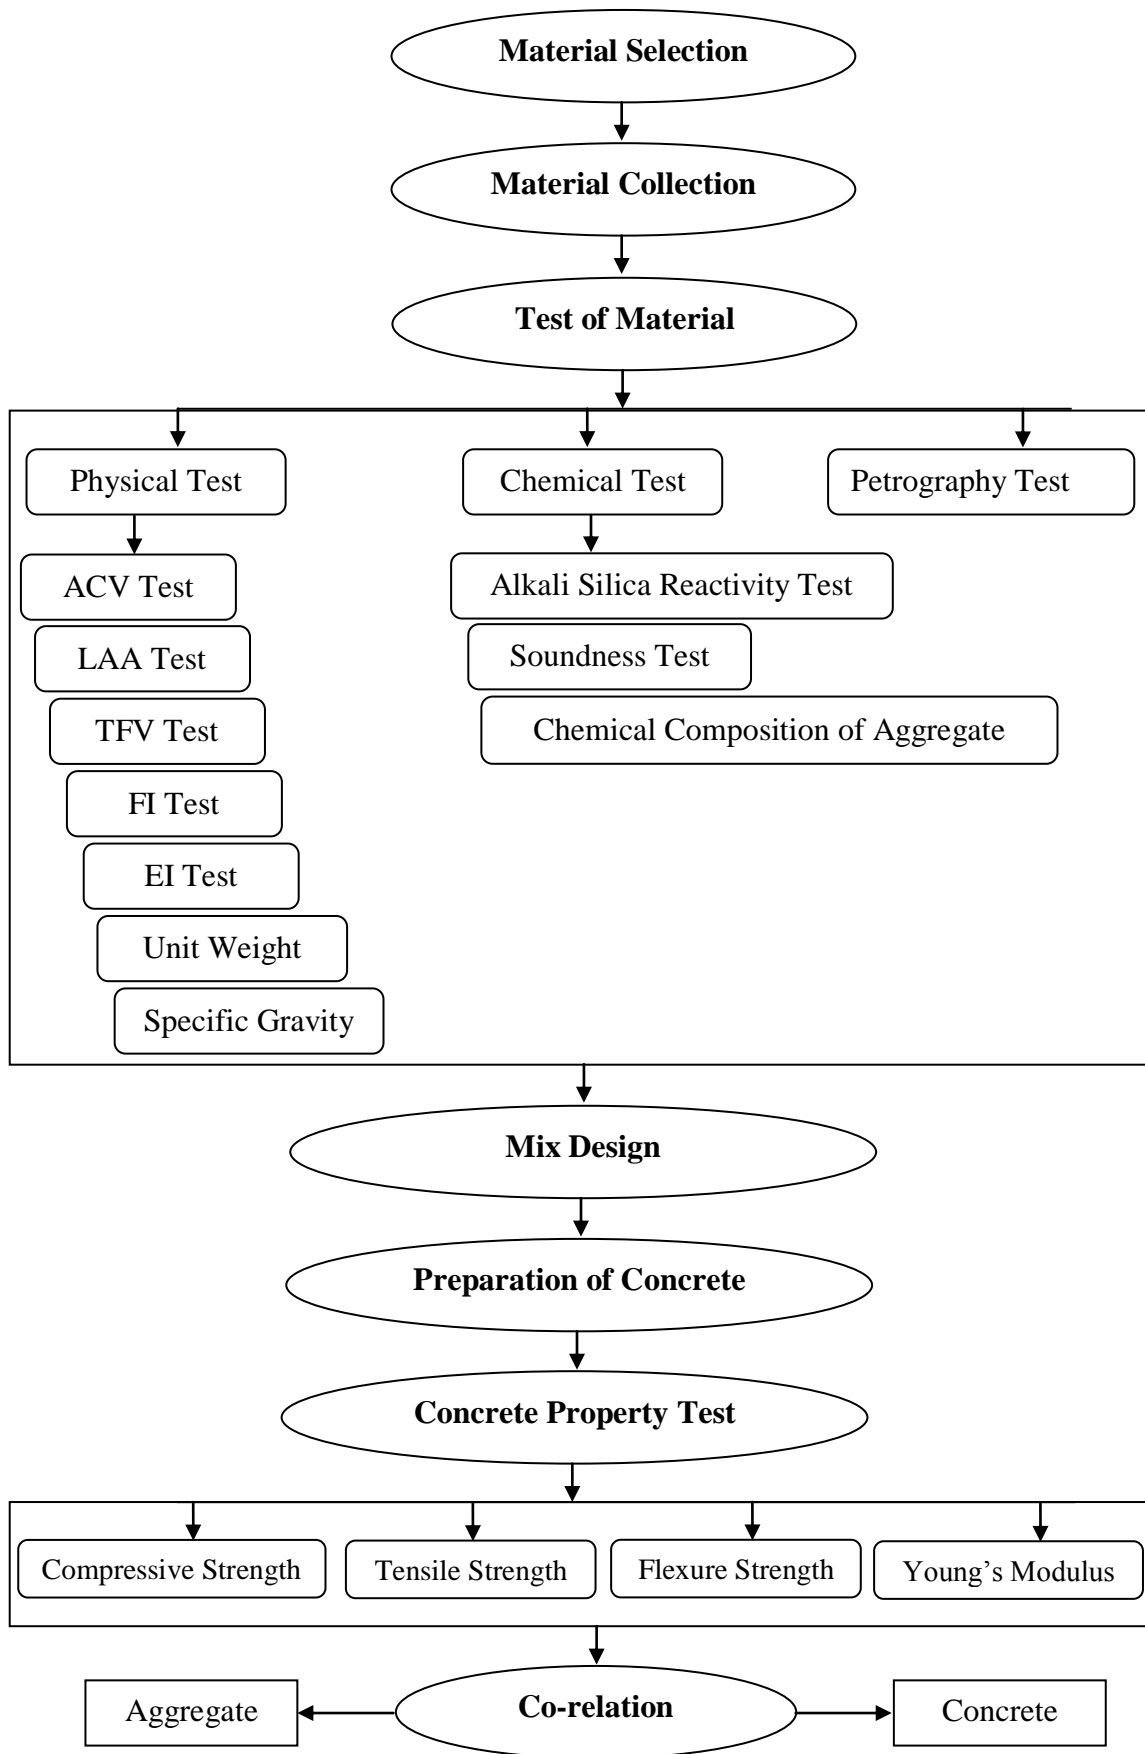 Material Selection
Material Collection
Test of Material
Physical Test
Chemical Test
Petrography Test
ACV Test
Alkali Silica Reactivity Test
LAA Test
Soundness Test
TFV Test
Chemical Composition of Aggregate
FI Test
EI Test
Unit Weight
Specific Gravity
Mix Design
Preparation of Concrete
Concrete Property Test
Compressive Strength
Tensile Strength
Flexure Strength
Young’s Modulus
Aggregate
Co-relation
Concrete